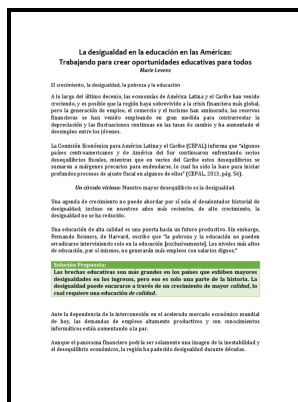 La desigualdad en la educación en las Américas:
Trabajando para crear oportunidades educativas para todos
Marie Levens
El crecimiento, la desigualdad, la pobreza y la educación
A lo largo del último decenio, las economías de América Latina y el Caribe han venido
creciendo, y es posible que la región haya sobrevivido a la crisis financiera más global,
pero la generación de empleo, el comercio y el turismo han aminorado, las reservas
financieras se han venido empleando en gran medida para contrarrestar la
depreciación y las fluctuaciones continuas en las tasas de cambio y ha aumentado el
desempleo entre los jóvenes.
La Comisión Económica para América Latina y el Caribe (CEPAL) informa que "algunos
países centroamericanos y de América del Sur continuaron enfrentando serios
desequilibrios fiscales, mientras que en varios del Caribe estos desequilibrios se
sumaron a márgenes precarios para endeudarse, lo cual ha sido la base para iniciar
profundos procesos de ajuste fiscal en algunos de ellos" (CEPAL, 2013, pág. 56).
Un círculo vicioso: Nuestro mayor desequilibrio es la desigualdad.
Una agenda de crecimiento no puede abordar por sí sola el desalentador historial de
desigualdad; incluso en nuestros años más recientes, de alto crecimiento, la
desigualdad no se ha reducido.
Una educación de alta calidad es una puerta hacia un futuro productivo. Sin embargo,
Fernando Reimers, de Harvard, escribe que "la pobreza y la educación no pueden
erradicarse interviniendo solo en la educación [exclusivamente]. Los niveles más altos
de educación, por sí mismos, no generarán más empleos con salarios dignos."
Solución Propuesta:
Las brechas educativas son más grandes en los países que exhiben mayores
desigualdades en los ingresos, pero eso es solo una parte de la historia. La
desigualdad puede encararse a través de un crecimiento de mayor calidad, lo
cual requiere una educación de calidad.
Ante la dependencia de la interconexión en el acelerado mercado económico mundial
de hoy, las demandas de empleos altamente productivos y con conocimientos
informáticos están aumentando a la par.
Aunque el panorama financiero podría ser solamente una imagen de la inestabilidad y
el desequilibrio económicos, la región ha padecido desigualdad durante décadas.